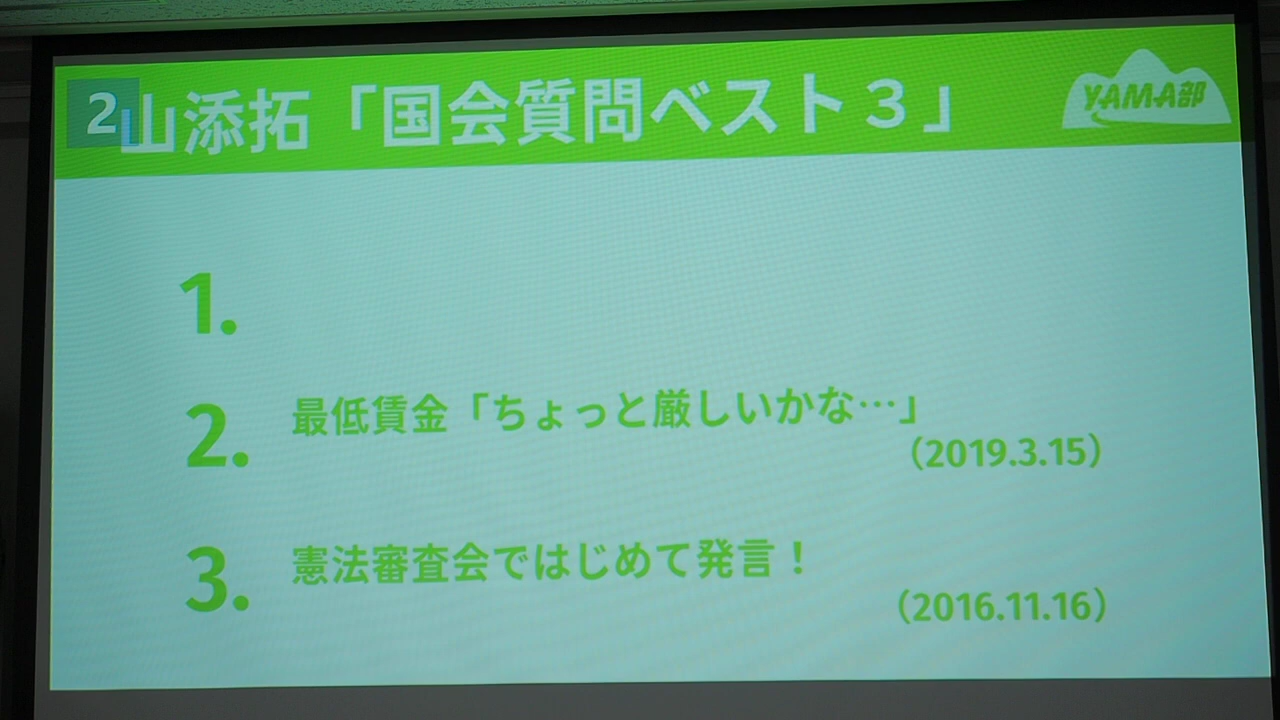 2
山添拓「国会質問ベスト３」
YAMA部
1.
2. 最低賃金「ちょっと厳しいかな…」
（2019.3.15）
3. 憲法審査会ではじめて発言！
（2016.11.16）